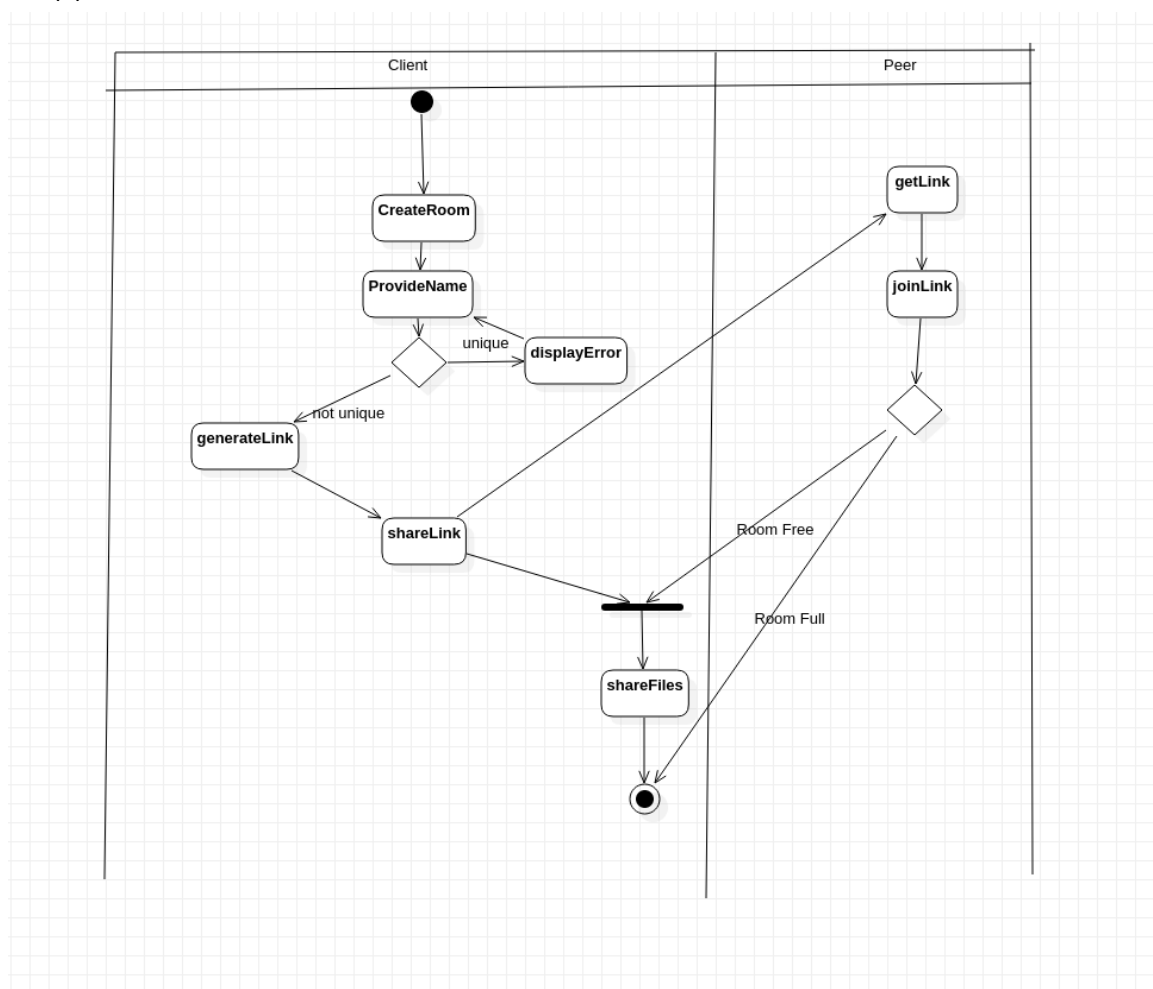 Client
Peer
getLink
CreateRoom
ProvideName
joinLink
unique
displayError
not unique
generateLink
shareLink
Room Free
Room Full
shareFiles